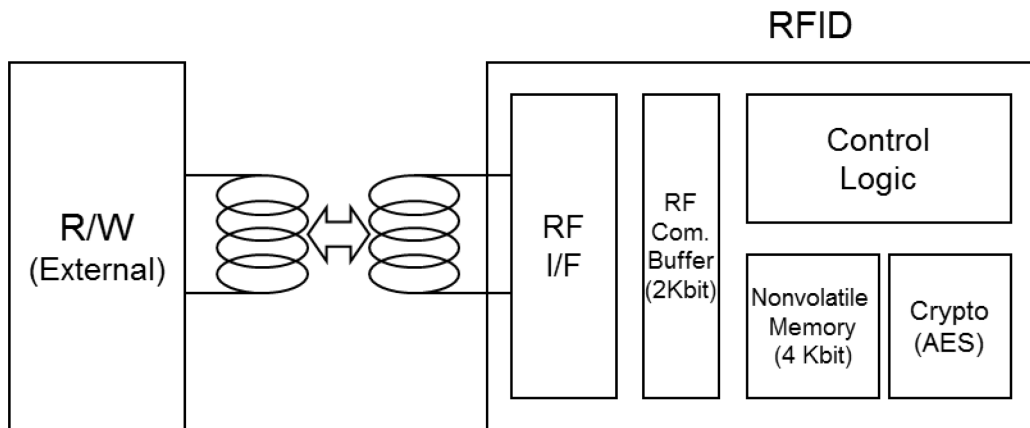 RFID
R/W
(External)
RF
I/F
RF
Com.
Buffer
(2Kbit)
Control
Logic
Nonvolatile
Memory
(4 Kbit)
Crypto
(AES)